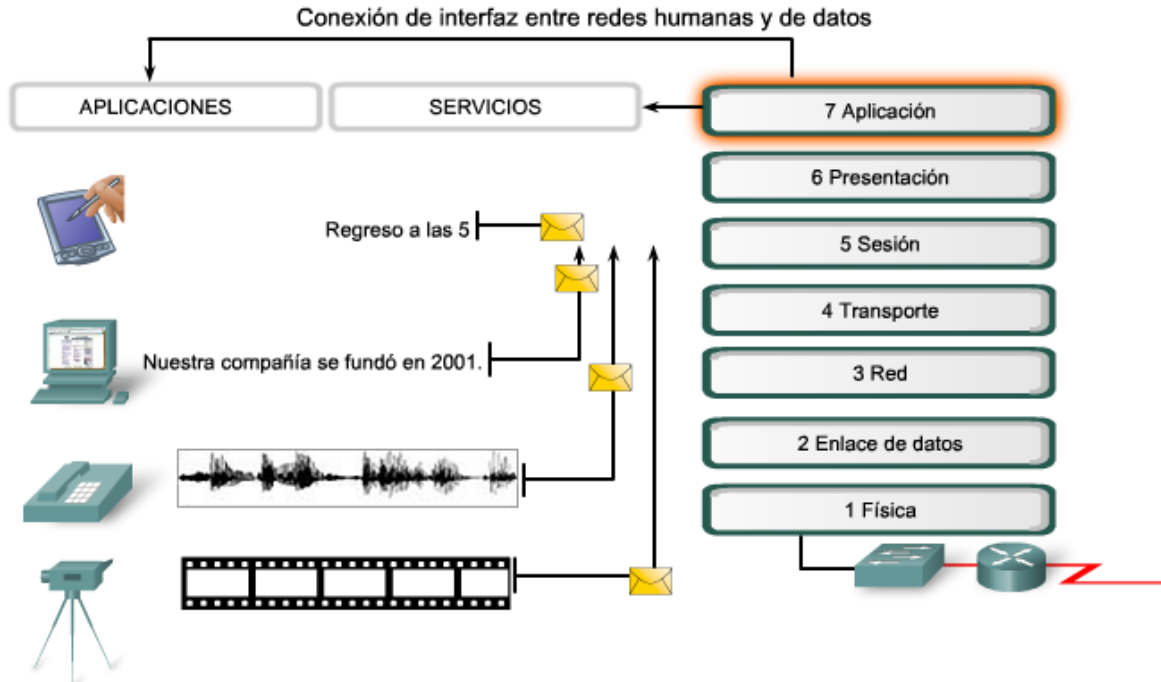 Conexión de interfaz entre redes humanas y de datos
APLICACIONES
SERVICIOS
7 Aplicación
6 Presentación
Regreso a las 5
5 Sesión
4 Transporte
Nuestra compañía se fundó en 2001.
3 Red
2 Enlace de datos
1 Física